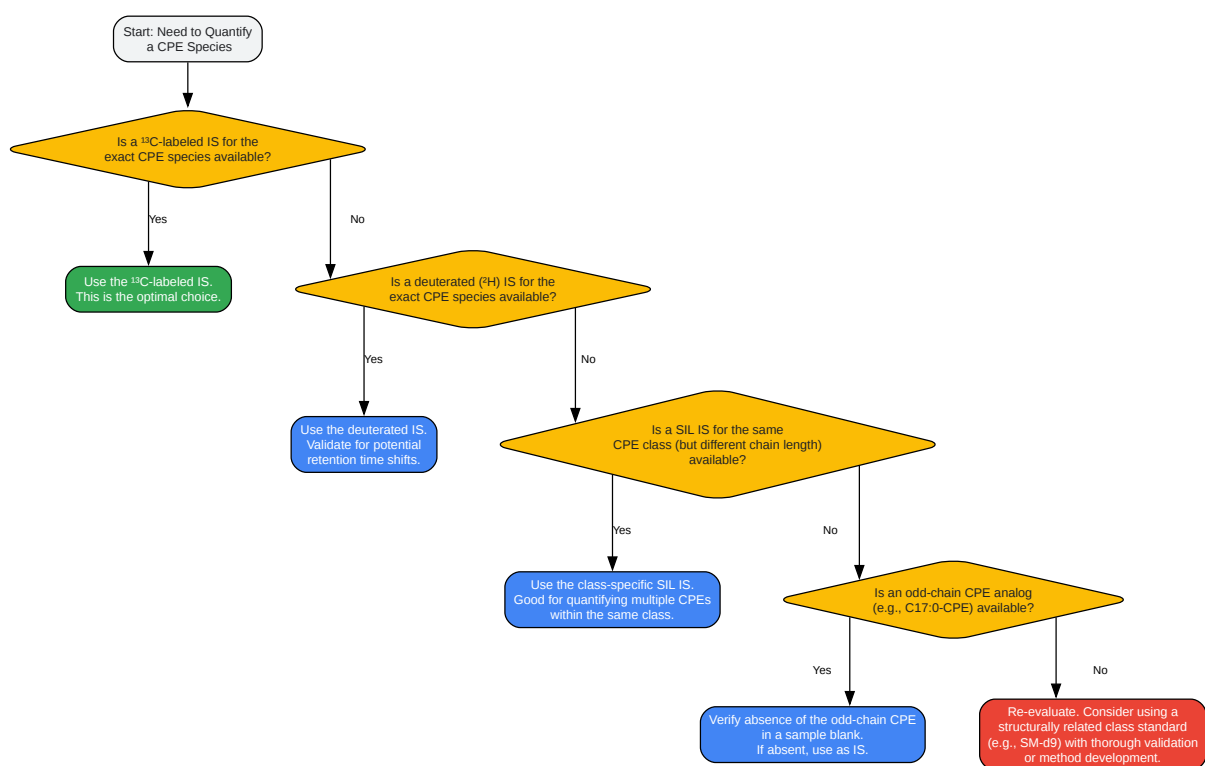 Start: Need to Quantify
a CPE Species
Is a ¹³C-labeled IS for the
exact CPE species available?
Yes
No
Use the ¹³C-labeled IS.
This is the optimal choice.
Is a deuterated (²H) IS for the
exact CPE species available?
Yes
No
Use the deuterated IS.
Validate for potential
retention time shifts.
Is a SIL IS for the same
CPE class (but different chain length)
available?
Yes
No
Use the class-specific SIL IS.
Good for quantifying multiple CPEs
within the same class.
Is an odd-chain CPE analog
(e.g., C17:0-CPE) available?
Yes
No
Verify absence of the odd-chain CPE
in a sample blank.
If absent, use as IS.
Re-evaluate. Consider using a
structurally related class standard
(e.g., SM-d9) with thorough validation
or method development.